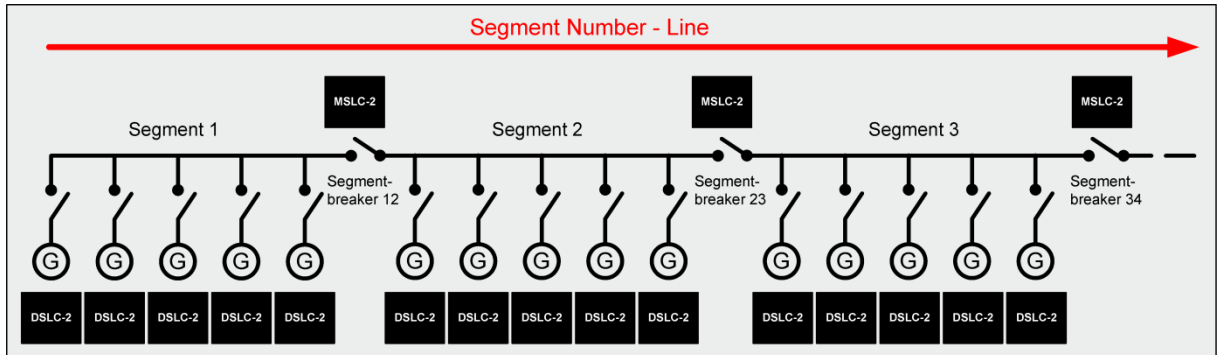 Segment Number - Line
MSLC-2 MSLC-2 MSLC-2
Segment 1 Segment 2 Segment 3
Segment- Segment- Segment-
breaker 12 breaker 23 breaker 34
G G G G G G G G G G G G G G G
DSLC-2 DSLC-2 DSLC-2 DSLC-2 DSLC-2 DSLC-2 DSLC-2 DSLC-2 DSLC-2 DSLC-2 DSLC-2 DSLC-2 DSLC-2 DSLC-2 DSLC-2